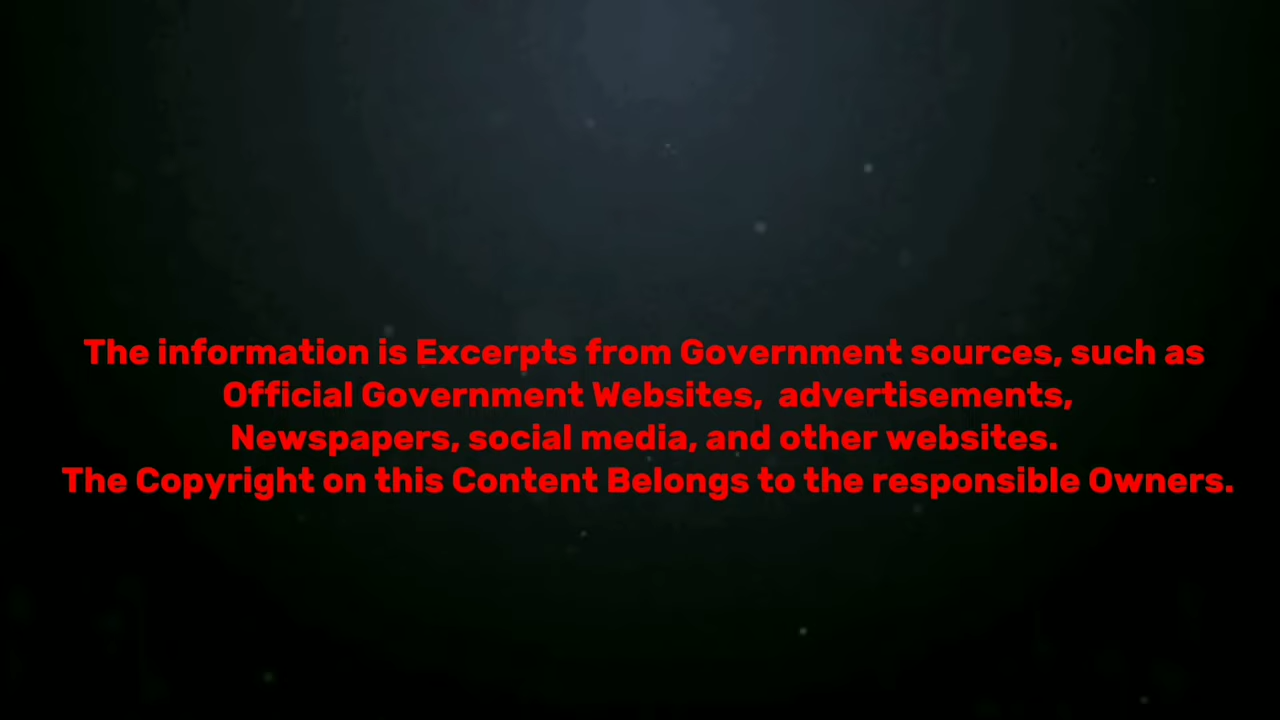 The information is Excerpts from Government sources, such as
Official Government Websites,  advertisements,
Newspapers, social media, and other websites.
The Copyright on this Content Belongs to the responsible Owners.